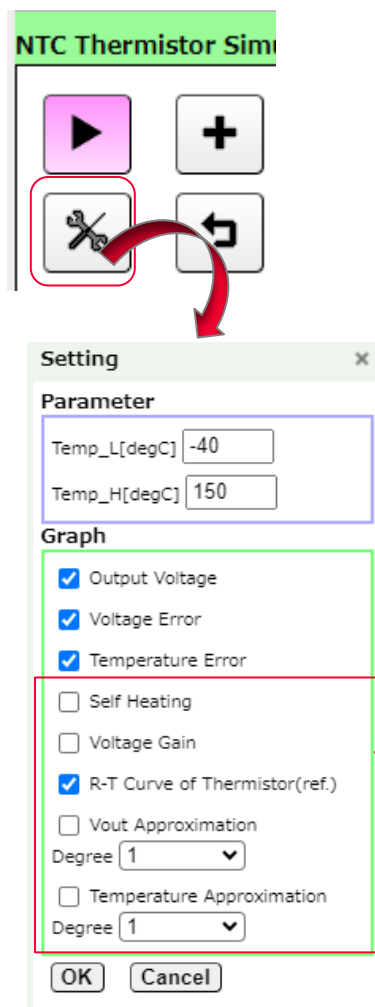 NTC Thermistor Sim
Setting
Parameter
Temp_L[degC] -40
Temp_H[degC] 150
Graph
Output Voltage
Voltage Error
Temperature Error
Self Heating
Voltage Gain
R-T Curve of Thermistor(ref.)
Vout Approximation
Degree 1
Temperature Approximation
Degree 1
OK Cancel